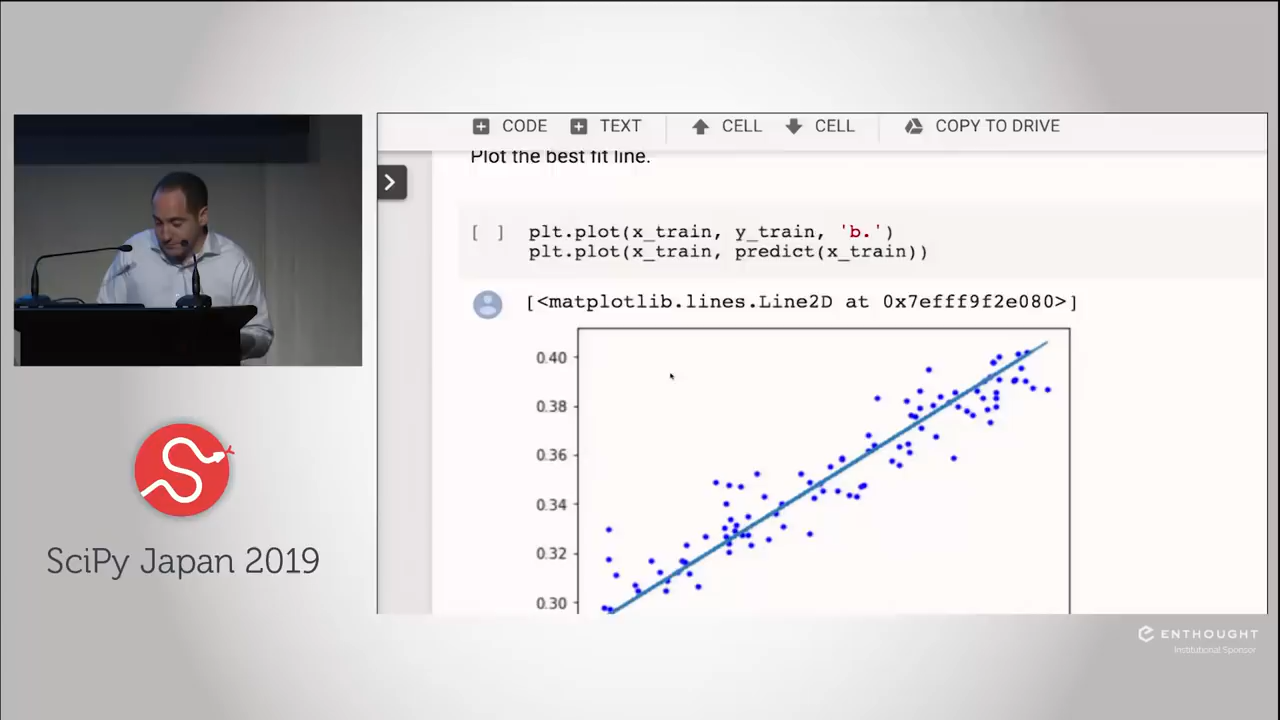 CODE TEXT CELL CELL COPY TO DRIVE
Plot the best fit line.
[ ] plt.plot(x_train, y_train, 'b.')
plt.plot(x_train, predict(x_train))
[<matplotlib.lines.Line2D at 0x7efff9f2e080>]
0.40
0.38
0.36
0.34
0.32
0.30
SciPy Japan 2019
ENTHOUGHT
Institutional Sponsor